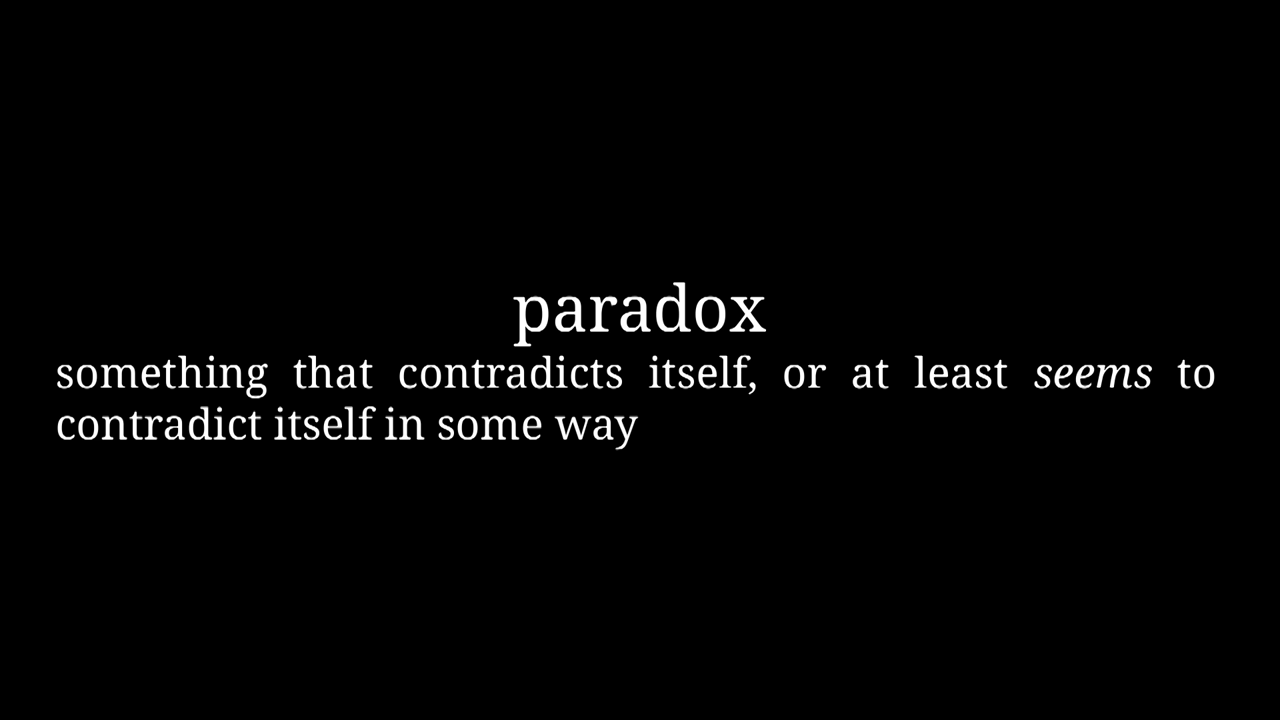 paradox
something that contradicts itself, or at least seems to
contradict itself in some way